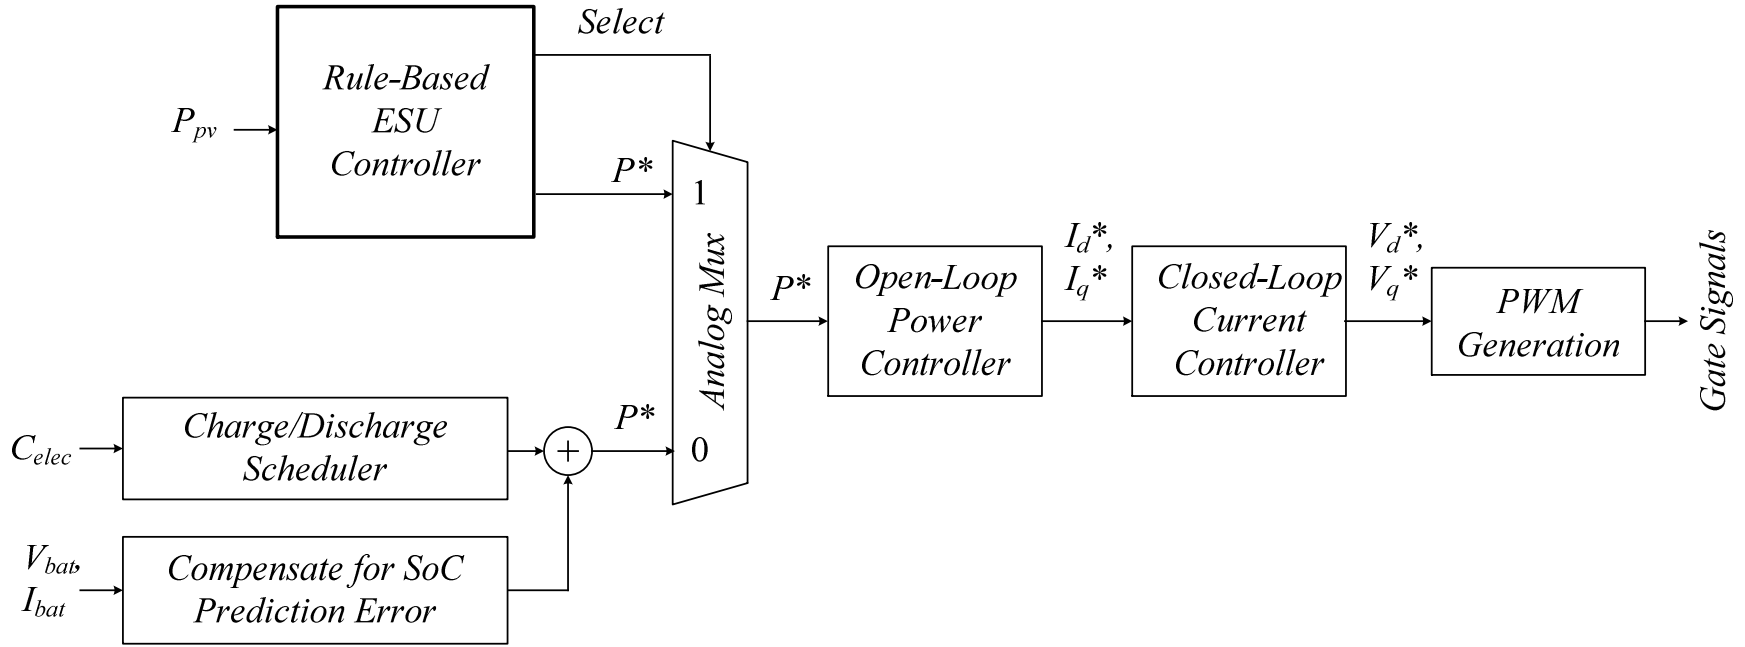 Select
Rule-Based
ESU
Controller
P_pv
P*
1
Analog Mux
0
P*
P*
Open-Loop
Power
Controller
I_d*,
I_q*
Closed-Loop
Current
Controller
V_d*,
V_q*
PWM
Generation
Gate Signals
C_elec
Charge/Discharge
Scheduler
+
V_bat,
I_bat
Compensate for SoC
Prediction Error